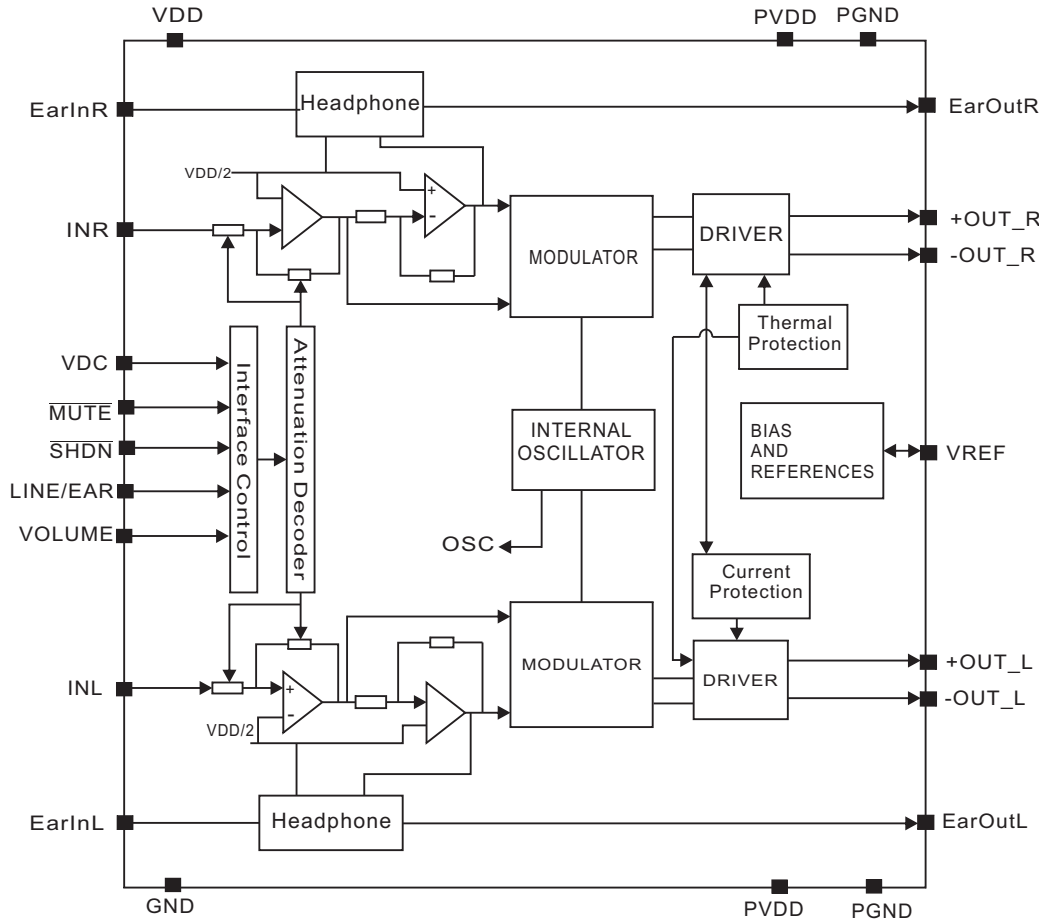 VDD
PVDD
PGND
EarInR
Headphone
EarOutR
VDD/2
+
-
INR
MODULATOR
DRIVER
+OUT_R
-OUT_R
Thermal
Protection
VDC
MUTE
SHDN
LINE/EAR
VOLUME
Interface Control
Attenuation Decoder
INTERNAL
OSCILLATOR
BIAS
AND
REFERENCES
VREF
OSC
Current
Protection
INL
+
-
MODULATOR
DRIVER
+OUT_L
-OUT_L
VDD/2
EarInL
Headphone
EarOutL
GND
PVDD
PGND